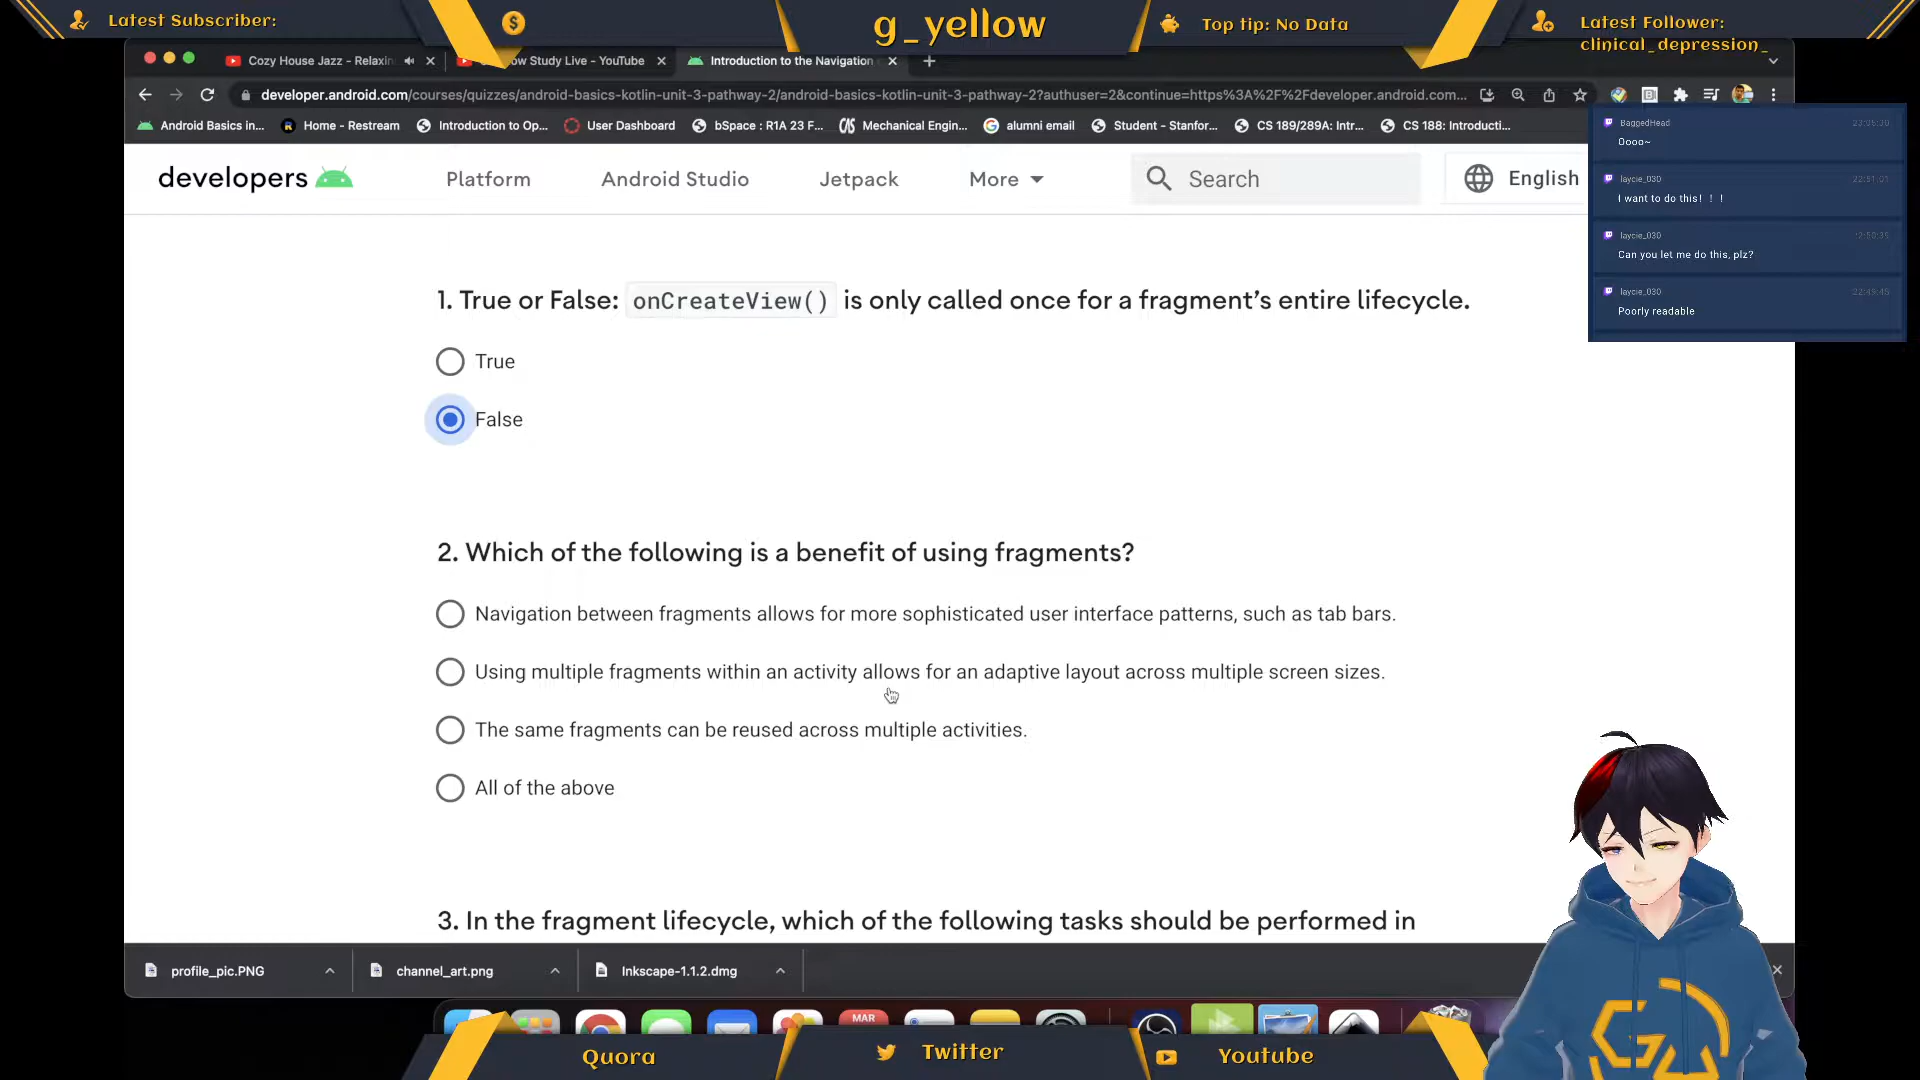 Latest Subscriber:
g_yellow
Top tip: No Data
Latest Follower:
clinical_depression_
Cozy House Jazz - Relaxin
ow Study Live - YouTube
Introduction to the Navigation
developer.android.com/courses/quizzes/android-basics-kotlin-unit-3-pathway-2/android-basics-kotlin-unit-3-pathway-2?authuser=2&continue=https%3A%2F%2Fdeveloper.android.com...
Android Basics in...
Home - Restream
Introduction to Op...
User Dashboard
bSpace : R1A 23 F...
Mechanical Engin...
alumni email
Student - Stanfor...
CS 189/289A: Intr...
CS 188: Introducti...
BaggedHead
Oooo~
laycie_030
I want to do this! ! !
laycie_030
Can you let me do this, plz?
laycie_030
Poorly readable
developers
Platform
Android Studio
Jetpack
More
Search
English
1. True or False: onCreateView() is only called once for a fragment's entire lifecycle.
True
False
2. Which of the following is a benefit of using fragments?
Navigation between fragments allows for more sophisticated user interface patterns, such as tab bars.
Using multiple fragments within an activity allows for an adaptive layout across multiple screen sizes.
The same fragments can be reused across multiple activities.
All of the above
3. In the fragment lifecycle, which of the following tasks should be performed in
profile_pic.PNG
channel_art.png
Inkscape-1.1.2.dmg
MAR
Quora
Twitter
Youtube